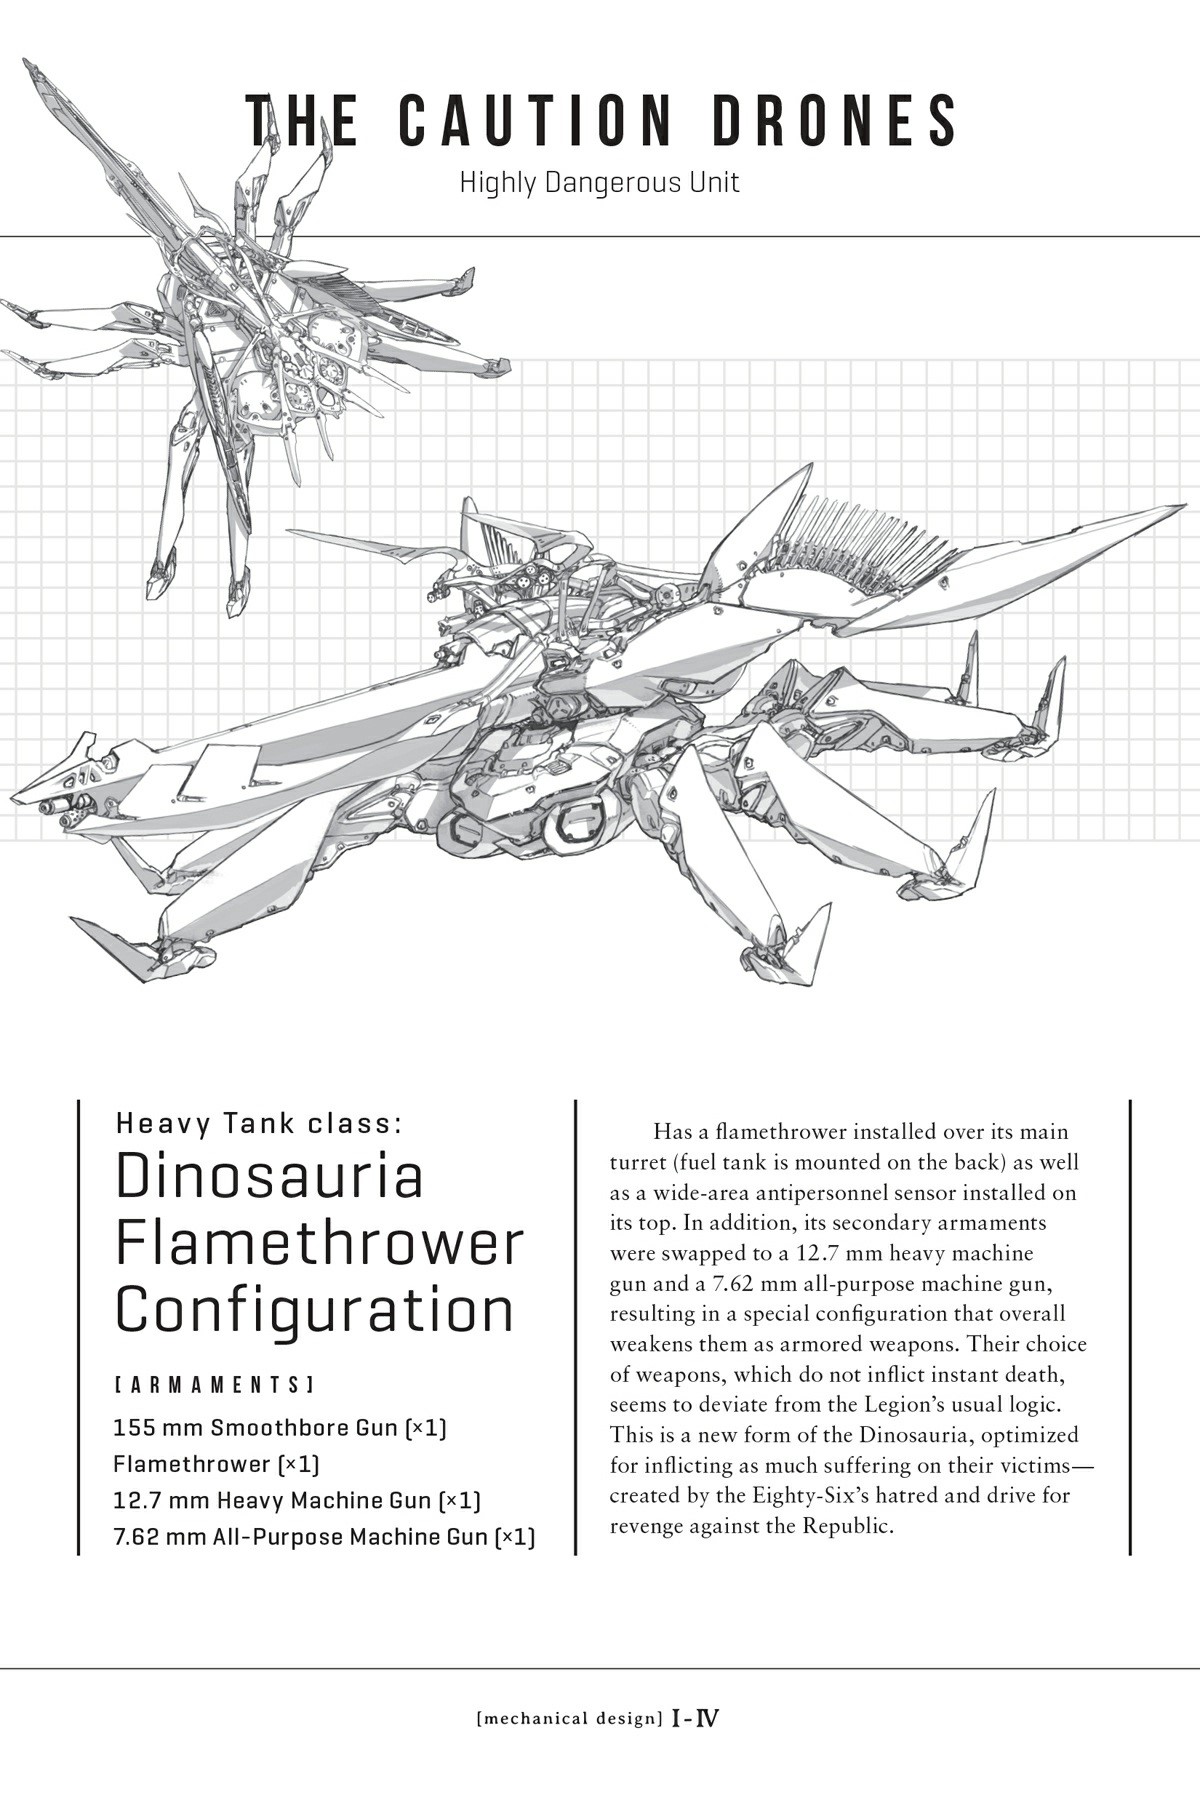 THE CAUTION DRONES
Highly Dangerous Unit
Heavy Tank class:
Dinosauria
Flamethrower
Configuration
[ARMAMENTS]
155 mm Smoothbore Gun (×1)
Flamethrower (×1)
12.7 mm Heavy Machine Gun (×1)
7.62 mm All-Purpose Machine Gun (×1)
Has a flamethrower installed over its main
turret (fuel tank is mounted on the back) as well
as a wide-area antipersonnel sensor installed on
its top. In addition, its secondary armaments
were swapped to a 12.7 mm heavy machine
gun and a 7.62 mm all-purpose machine gun,
resulting in a special configuration that overall
weakens them as armored weapons. Their choice
of weapons, which do not inflict instant death,
seems to deviate from the Legion’s usual logic.
This is a new form of the Dinosauria, optimized
for inflicting as much suffering on their victims—
created by the Eighty-Six’s hatred and drive for
revenge against the Republic.
[mechanical design] I-IV